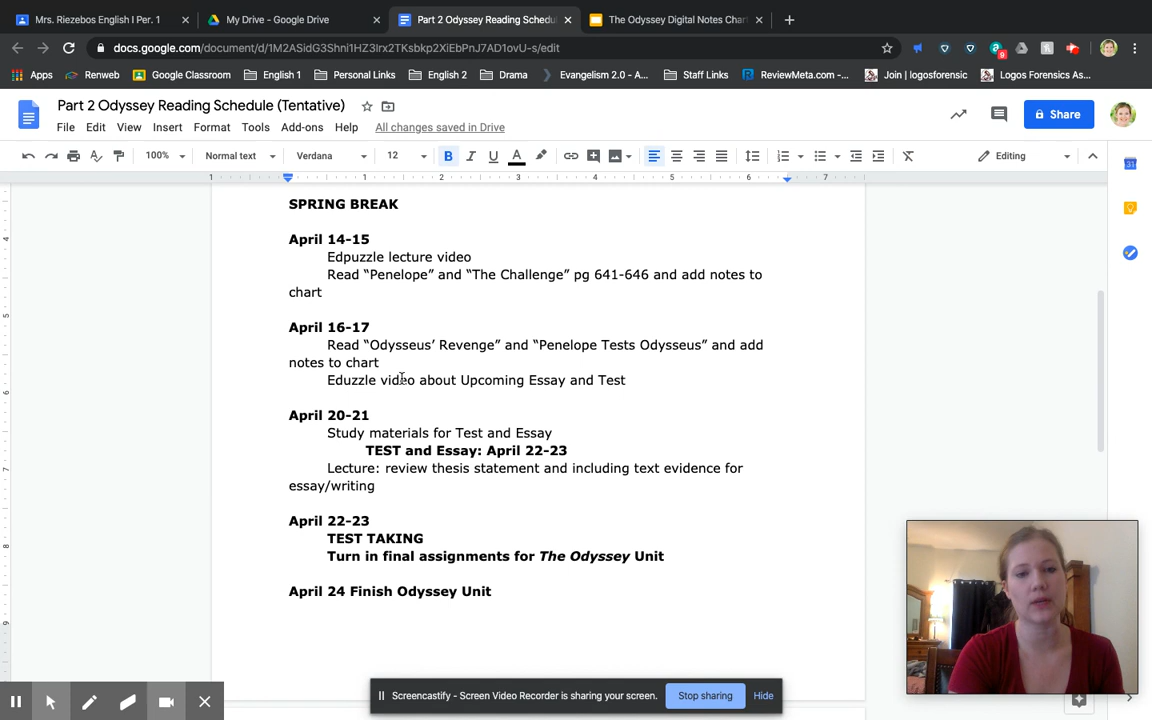 Mrs. Riezebos English I Per. 1
My Drive - Google Drive
Part 2 Odyssey Reading Schedu
The Odyssey Digital Notes Char
docs.google.com/document/d/1M2ASidG3Shni1HZ3Irx2TKsbkp2XiEbPnJ7AD1ovU-s/edit
Apps
Renweb
Google Classroom
English 1
Personal Links
English 2
Drama
Evangelism 2.0 - A...
Staff Links
ReviewMeta.com -...
Join | logosforensic
Logos Forensics As...
Part 2 Odyssey Reading Schedule (Tentative)
File Edit View Insert Format Tools Add-ons Help All changes saved in Drive
Share
100% Normal text Verdana 12 B I U A Editing
1 1 2 3 4 5 6 7
SPRING BREAK
April 14-15
Edpuzzle lecture video
Read “Penelope” and “The Challenge” pg 641-646 and add notes to
chart
April 16-17
Read “Odysseus’ Revenge” and “Penelope Tests Odysseus” and add
notes to chart
Eduzzle video about Upcoming Essay and Test
April 20-21
Study materials for Test and Essay
TEST and Essay: April 22-23
Lecture: review thesis statement and including text evidence for
essay/writing
April 22-23
TEST TAKING
Turn in final assignments for The Odyssey Unit
April 24 Finish Odyssey Unit
Screencastify - Screen Video Recorder is sharing your screen.
Stop sharing
Hide